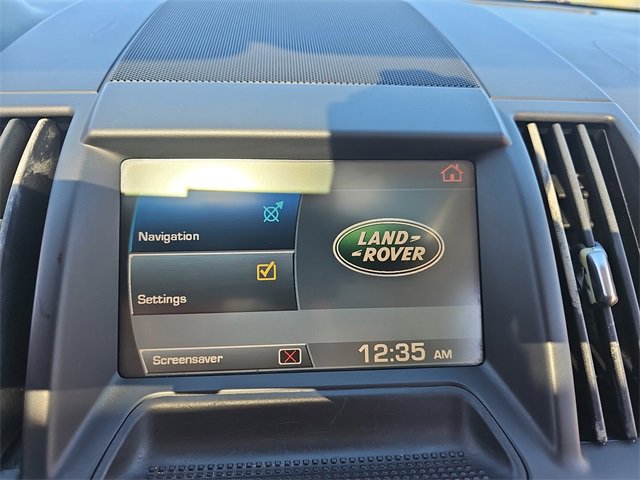 Navigation
LAND-
-ROVER
Settings
Screensaver
12:35 AM